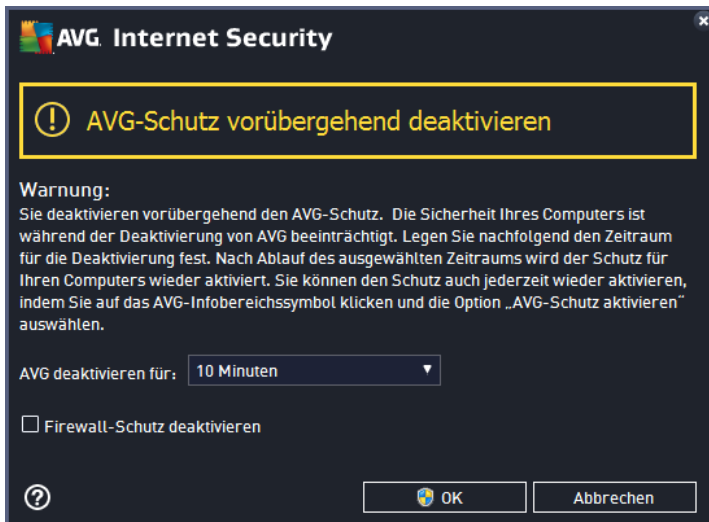 AVG. Internet Security
AVG-Schutz vorübergehend deaktivieren
Warnung:
Sie deaktivieren vorübergehend den AVG-Schutz. Die Sicherheit Ihres Computers ist
während der Deaktivierung von AVG beeinträchtigt. Legen Sie nachfolgend den Zeitraum
für die Deaktivierung fest. Nach Ablauf des ausgewählten Zeitraums wird der Schutz für
Ihren Computers wieder aktiviert. Sie können den Schutz auch jederzeit wieder aktivieren,
indem Sie auf das AVG-Infobereichssymbol klicken und die Option „AVG-Schutz aktivieren“
auswählen.
AVG deaktivieren für: 10 Minuten
Firewall-Schutz deaktivieren
OK Abbrechen